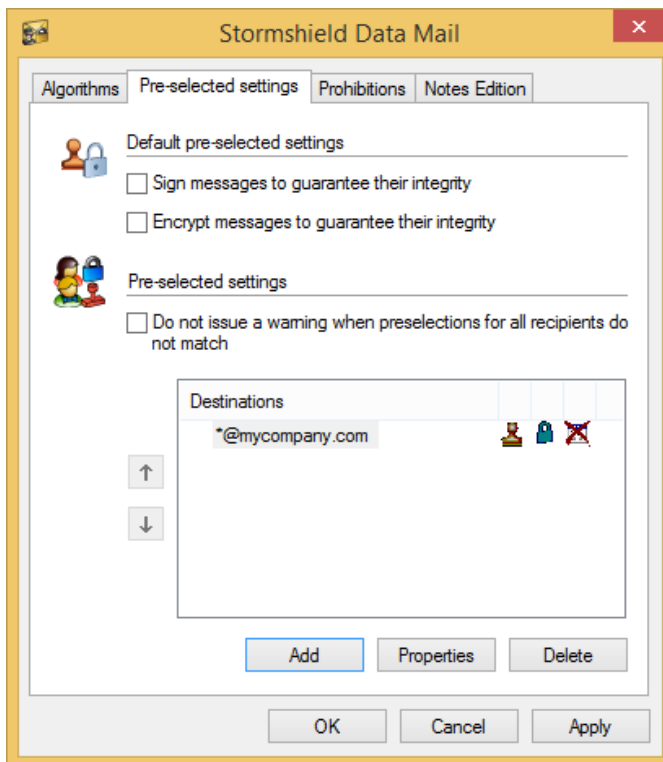 Stormshield Data Mail
Algorithms Pre-selected settings Prohibitions Notes Edition
Default pre-selected settings
Sign messages to guarantee their integrity
Encrypt messages to guarantee their integrity
Pre-selected settings
Do not issue a warning when preselections for all recipients do
not match
Destinations
*@mycompany.com
Add Properties Delete
OK Cancel Apply